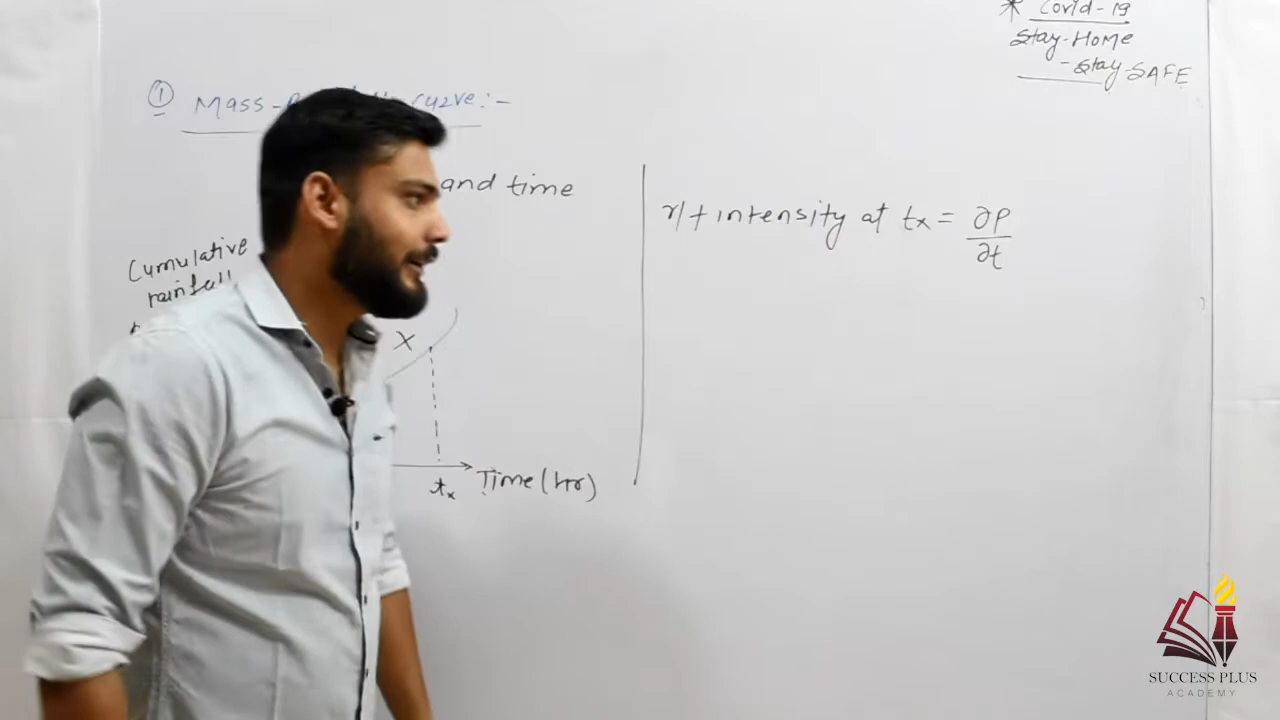 * Covid-19
Stay-Home
-Stay-SAFE
① Mass- curve:-
and time
Cumulative
rainfall
X
tx
Time (hr)
r/f intensity at tx = ∂P/∂t
SUCCESS PLUS
ACADEMY